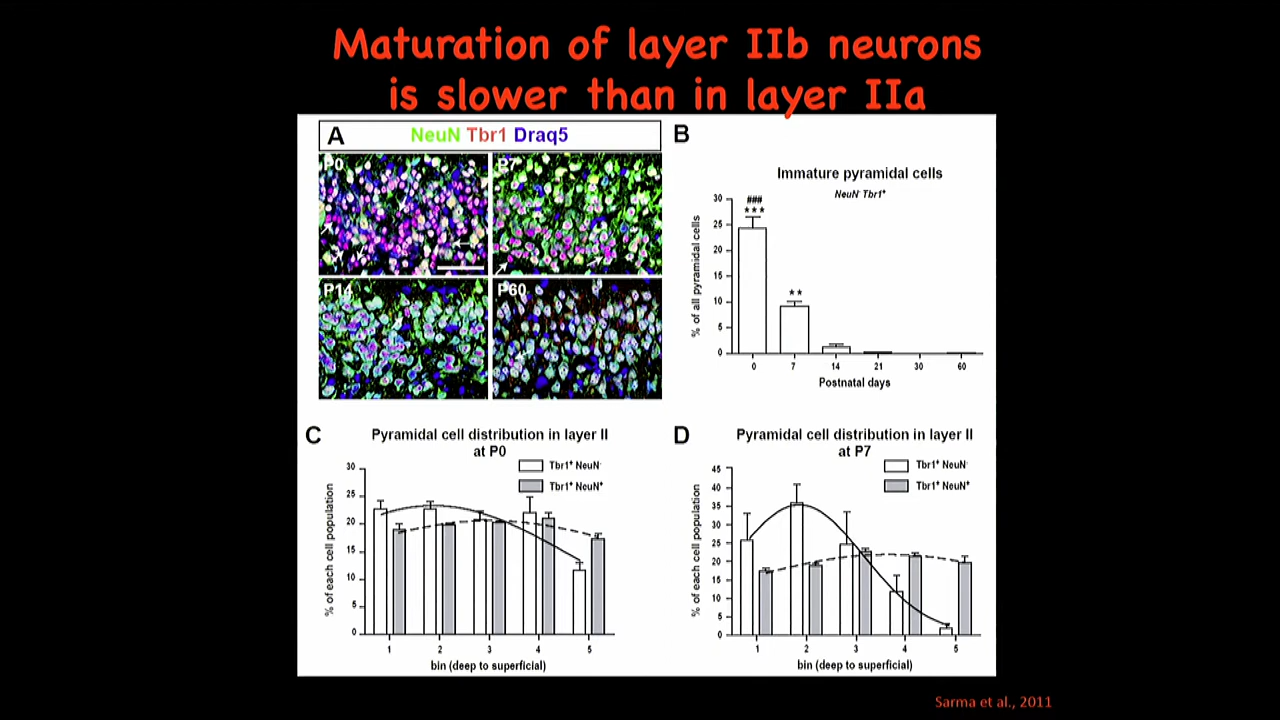 Maturation of layer IIb neurons
is slower than in layer IIa
A
NeuN Tbr1 Draq5
P0
P7
P14
P60
B
Immature pyramidal cells
NeuN⁻ Tbr1⁺
% of all pyramidal cells
30
25
20
15
10
5
0
###
***
**
0 7 14 21 30 60
Postnatal days
C
Pyramidal cell distribution in layer II
at P0
Tbr1⁺ NeuN⁻
Tbr1⁺ NeuN⁺
% of each cell population
30
25
20
15
10
5
0
1 2 3 4 5
bin (deep to superficial)
D
Pyramidal cell distribution in layer II
at P7
Tbr1⁺ NeuN⁻
Tbr1⁺ NeuN⁺
% of each cell population
45
40
35
30
25
20
15
10
5
0
1 2 3 4 5
bin (deep to superficial)
Sarma et al., 2011